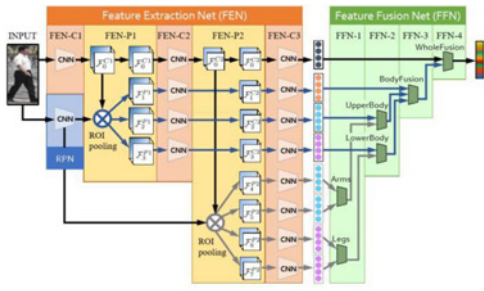 Feature Extraction Net (FEN)
Feature Fusion Net (FFN)
INPUT
FEN-C1
FEN-P1
FEN-C2
FEN-P2
FEN-C3
FFN-1
FFN-2
FFN-3
FFN-4
WholeFusion
CNN
CNN
CNN
BodyFusion
CNN
CNN
CNN
UpperBody
ROI
pooling
CNN
CNN
LowerBody
RPN
CNN
CNN
Arms
CNN
CNN
ROI
pooling
CNN
Legs
CNN